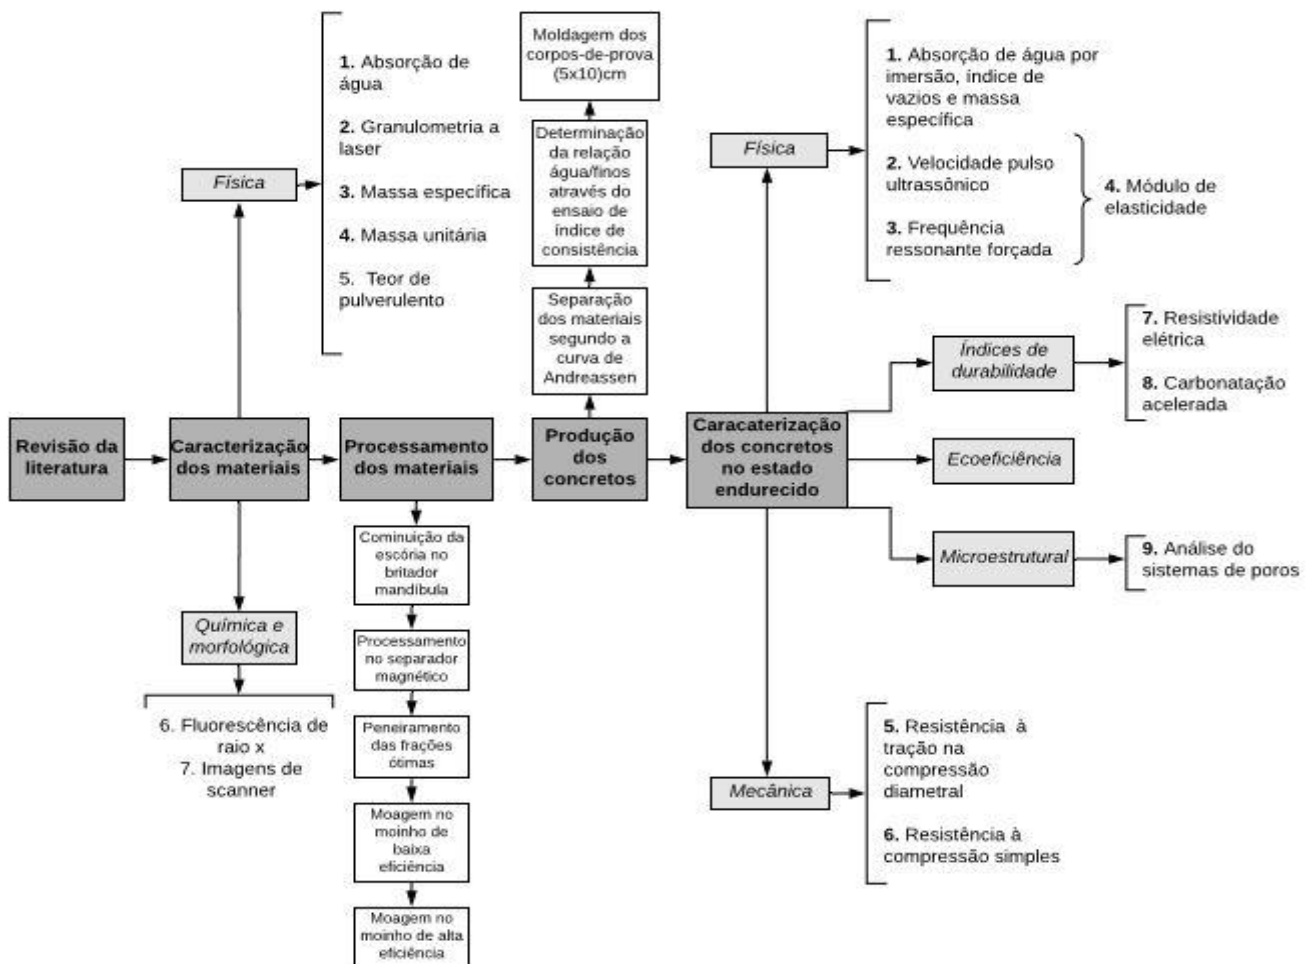 Revisão da
literatura
Caracterização
dos materiais
Física
1. Absorção de
água
2. Granulometria a
laser
3. Massa específica
4. Massa unitária
5. Teor de
pulverulento
Química e
morfológica
6. Fluorescência de
raio x
7. Imagens de
scanner
Processamento
dos materiais
Cominuição da
escória no
britador
mandíbula
Processamento
no separador
magnético
Peneiramento
das frações
ótimas
Moagem no
moinho de
baixa
eficiência
Moagem no
moinho de alta
eficiência
Produção
dos
concretos
Separação
dos materiais
segundo a
curva de
Andreassen
Determinação
da relação
água/finos
através do
ensaio de
índice de
consistência
Moldagem dos
corpos-de-prova
(5x10)cm
Caracaterização
dos concretos
no estado
endurecido
Física
1. Absorção de água por
imersão, índice de
vazios e massa
específica
2. Velocidade pulso
ultrassônico
3. Frequência
ressonante forçada
4. Módulo de
elasticidade
Índices de
durabilidade
7. Resistividade
elétrica
8. Carbonatação
acelerada
Ecoeficiência
Microestrutural
9. Análise do
sistemas de poros
Mecânica
5. Resistência à
tração na
compressão
diametral
6. Resistência à
compressão simples